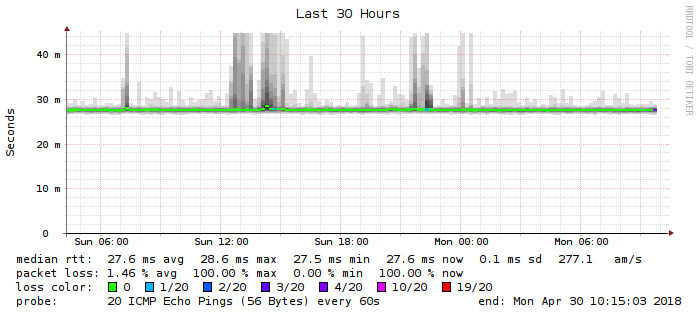 Last 30 Hours
RRDTOOL / TOBI OETIKER
Seconds
40 m
30 m
20 m
10 m
0
Sun 06:00 Sun 12:00 Sun 18:00 Mon 00:00 Mon 06:00
median rtt: 27.6 ms avg 28.6 ms max 27.5 ms min 27.6 ms now 0.1 ms sd 277.1 am/s
packet loss: 1.46 % avg 100.00 % max 0.00 % min 100.00 % now
loss color: 0 1/20 2/20 3/20 4/20 10/20 19/20
probe: 20 ICMP Echo Pings (56 Bytes) every 60s end: Mon Apr 30 10:15:03 2018